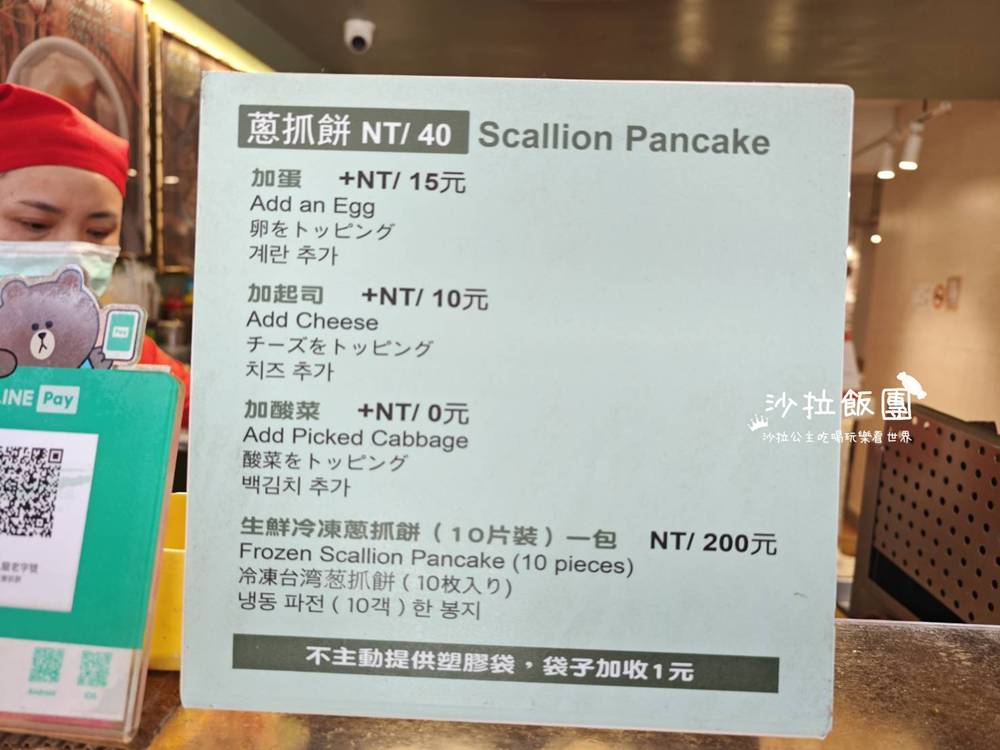 蔥抓餅 NT/ 40 Scallion Pancake
加蛋 +NT/ 15元
Add an Egg
卵をトッピング
계란 추가
加起司 +NT/ 10元
Add Cheese
チーズをトッピング
치즈 추가
加酸菜 +NT/ 0元
Add Picked Cabbage
酸菜をトッピング
백김치 추가
生鮮冷凍蔥抓餅（10片裝）一包 NT/ 200元
Frozen Scallion Pancake (10 pieces)
冷凍台湾葱抓餅（10枚入り）
냉동 파전（10객）한 봉지
不主動提供塑膠袋，袋子加收1元
INE Pay
Pay
老字號
Android
iOS
沙拉飯團
沙拉公主吃喝玩樂看世界